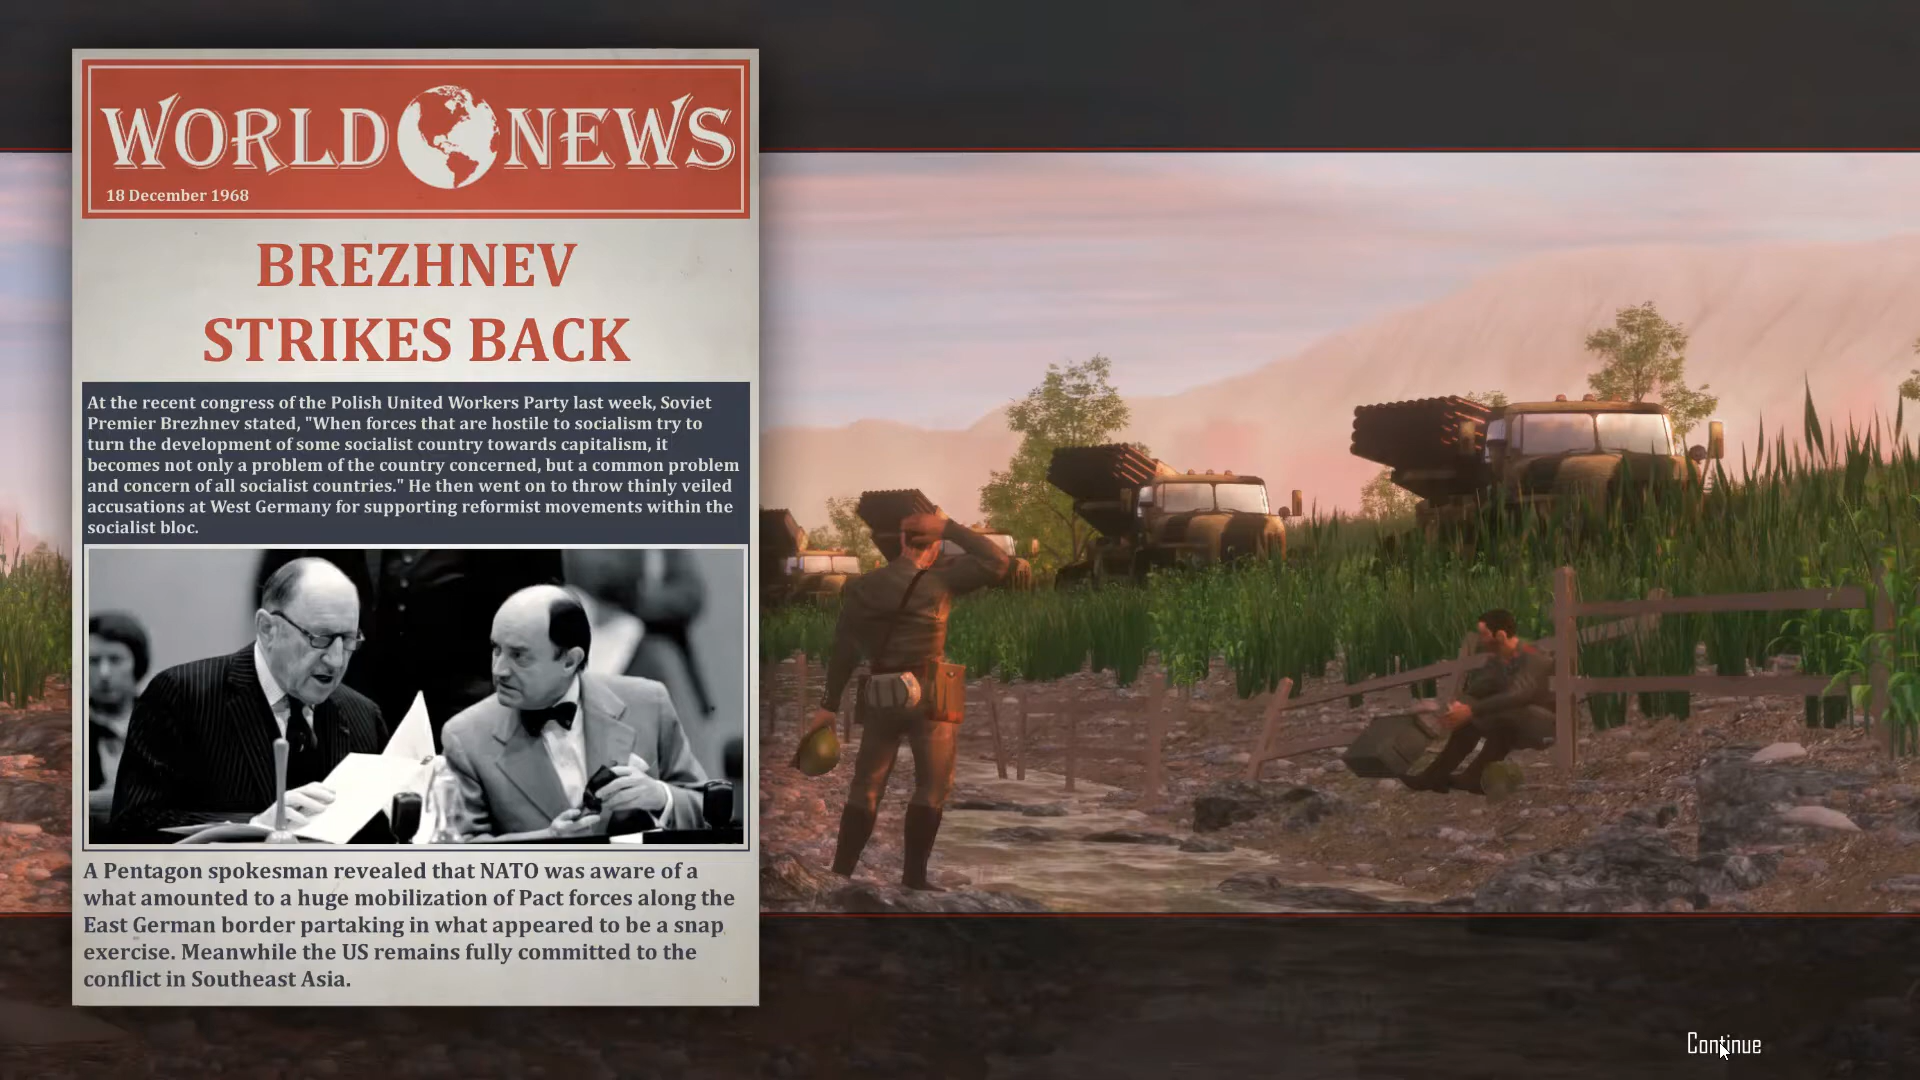 WORLD NEWS
18 December 1968
BREZHNEV
STRIKES BACK
At the recent congress of the Polish United Workers Party last week, Soviet
Premier Brezhnev stated, "When forces that are hostile to socialism try to
turn the development of some socialist country towards capitalism, it
becomes not only a problem of the country concerned, but a common problem
and concern of all socialist countries." He then went on to throw thinly veiled
accusations at West Germany for supporting reformist movements within the
socialist bloc.
A Pentagon spokesman revealed that NATO was aware of a
what amounted to a huge mobilization of Pact forces along the
East German border partaking in what appeared to be a snap
exercise. Meanwhile the US remains fully committed to the
conflict in Southeast Asia.
Continue